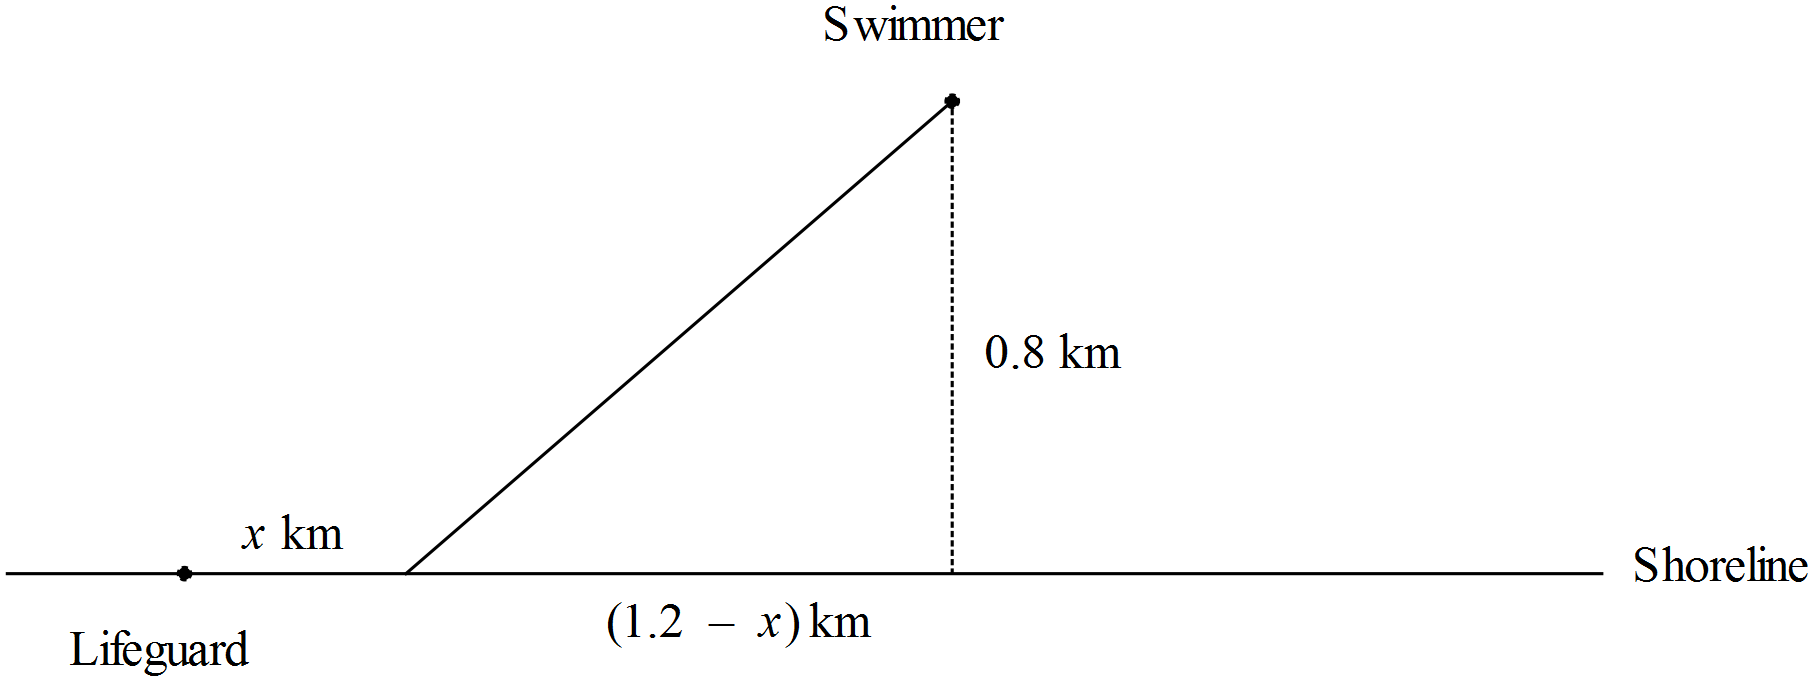 Swimmer
0.8 km
x km
Shoreline
(1.2 – x) km
Lifeguard